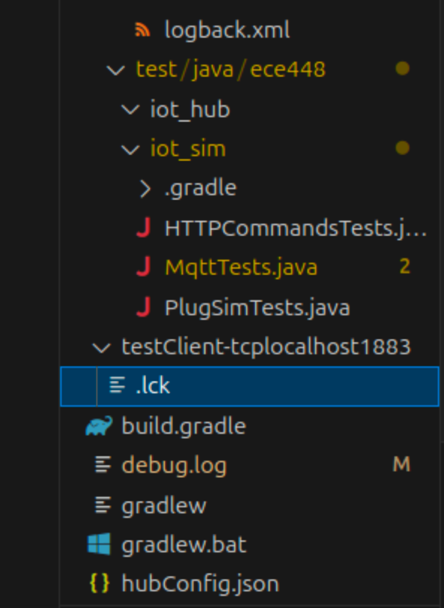 logback.xml
test/java/ece448
iot_hub
iot_sim
.gradle
HTTPCommandsTests.j...
MqttTests.java 2
PlugSimTests.java
testClient-tcplocalhost1883
.lck
build.gradle
debug.log M
gradlew
gradlew.bat
{} hubConfig.json